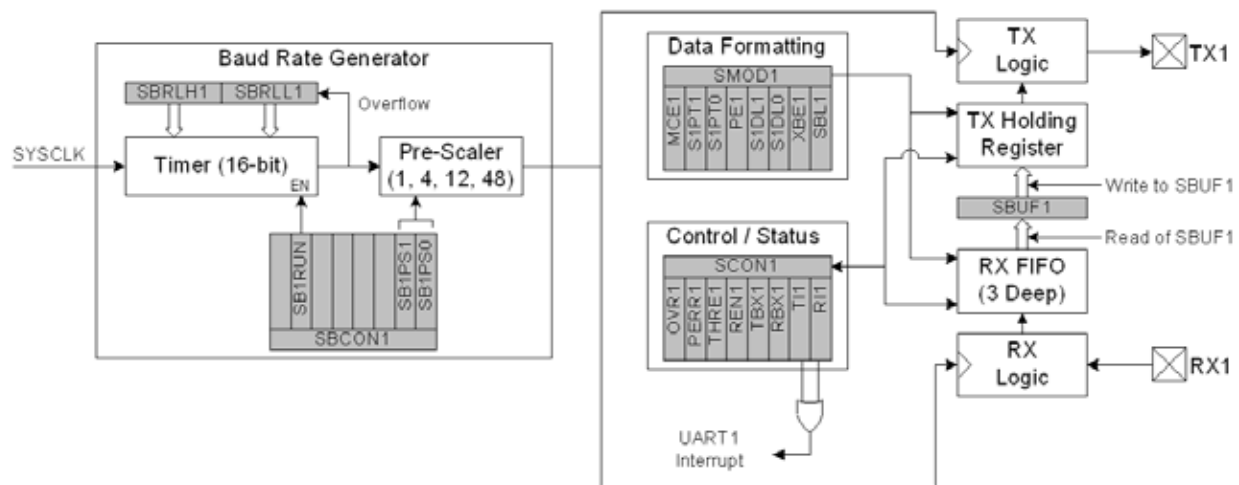 Baud Rate Generator
SBRLH1 SBRLL1
Overflow
SYSCLK
Timer (16-bit)
EN
Pre-Scaler
(1, 4, 12, 48)
SB1RUN
SB1PS1
SB1PS0
SBCON1
Data Formatting
SMOD1
MCE1
S1PT1
S1PT0
PE1
S1DL1
S1DL0
XBE1
SBL1
Control / Status
SCON1
OVR1
PERR1
THRE1
REN1
TBX1
RBX1
TI1
RI1
UART1
Interrupt
TX
Logic
TX1
TX Holding
Register
Write to SBUF1
SBUF1
Read of SBUF1
RX FIFO
(3 Deep)
RX
Logic
RX1